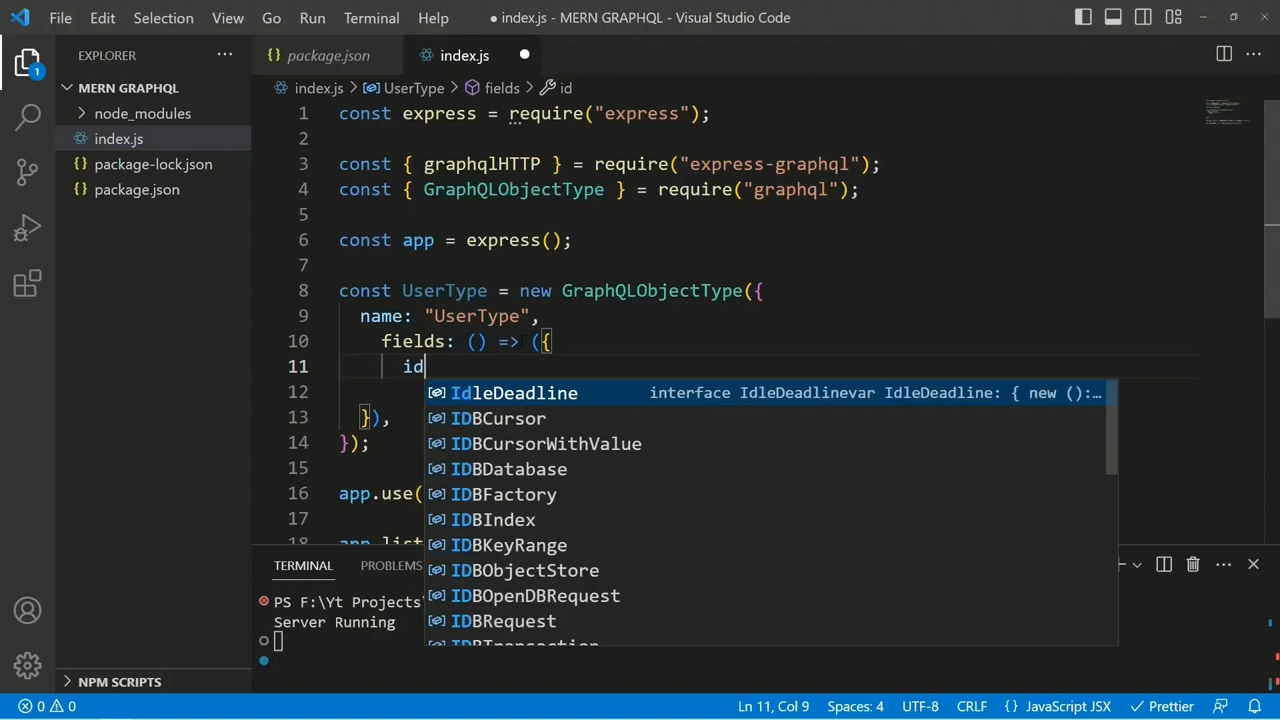 File Edit Selection View Go Run Terminal Help ● index.js - MERN GRAPHQL - Visual Studio Code
EXPLORER ...
{} package.json index.js
MERN GRAPHQL
index.js > UserType > fields > id
node_modules
index.js
{} package-lock.json
{} package.json
1 const express = require("express");
2
3 const { graphqlHTTP } = require("express-graphql");
4 const { GraphQLObjectType } = require("graphql");
5
6 const app = express();
7
8 const UserType = new GraphQLObjectType({
9 name: "UserType",
10 fields: () => ({
11 id
12
13 }),
14 });
15
16 app.use(
17
18 app.list
IdleDeadline interface IdleDeadlinevar IdleDeadline: { new ():...
IDBCursor
IDBCursorWithValue
IDBDatabase
IDBFactory
IDBIndex
IDBKeyRange
IDBObjectStore
IDBOpenDBRequest
IDBRequest
IDBTransaction
TERMINAL PROBLEMS
PS F:\Yt Projects\
Server Running
1
NPM SCRIPTS
0 0 Ln 11, Col 9 Spaces: 4 UTF-8 CRLF {} JavaScript JSX Prettier